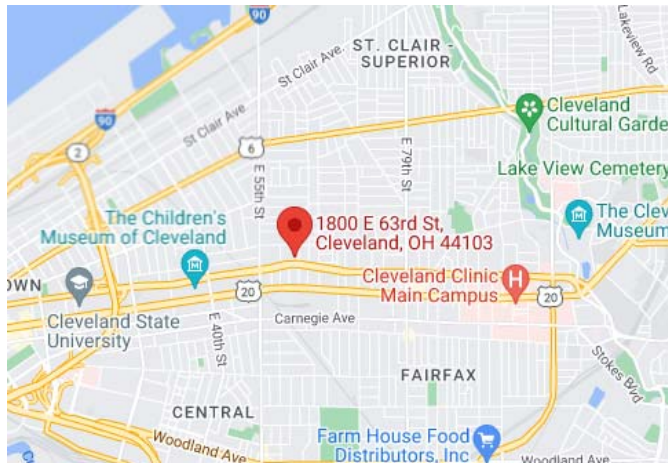 90
ST. CLAIR -
SUPERIOR
Lakeview Rd
St Clair Ave
90
St Clair Ave
Cleveland
Cultural Garde
2
6
E 55th St
E 79th St
Lake View Cemetery
The Children's
Museum of Cleveland
1800 E 63rd St,
Cleveland, OH 44103
The Cleve
Museum
OWN
Cleveland Clinic
Main Campus
H
20
20
Cleveland State
University
E 40th St
Carnegie Ave
Stokes Blvd
FAIRFAX
CENTRAL
Farm House Food
Distributors, Inc
Woodland Ave
Woodland Ave